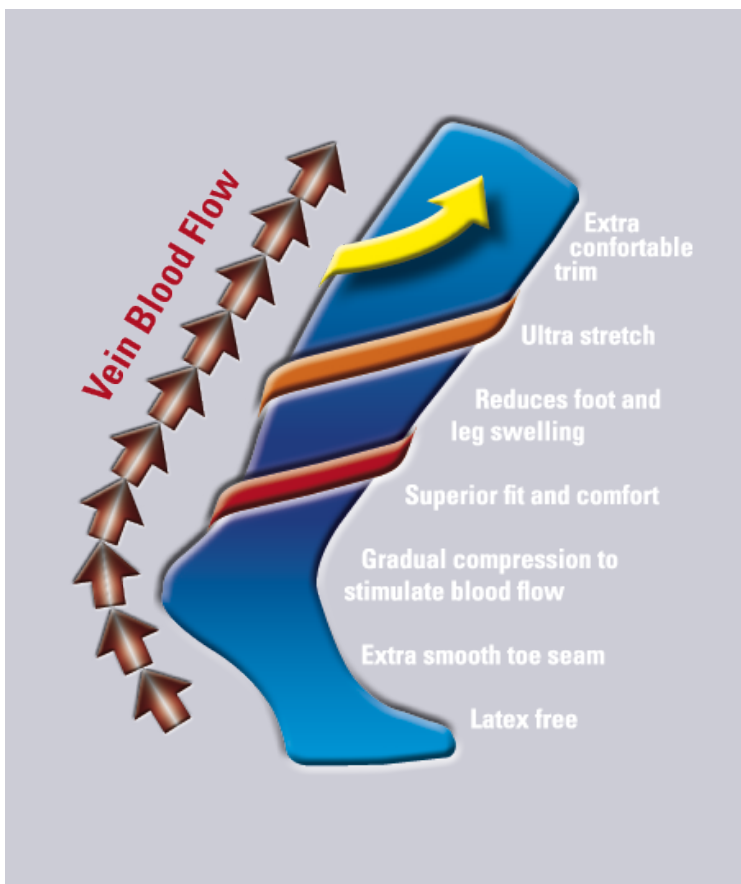 Vein Blood Flow
Extra
confortable
trim
Ultra stretch
Reduces foot and
leg swelling
Superior fit and comfort
Gradual compression to
stimulate blood flow
Extra smooth toe seam
Latex free